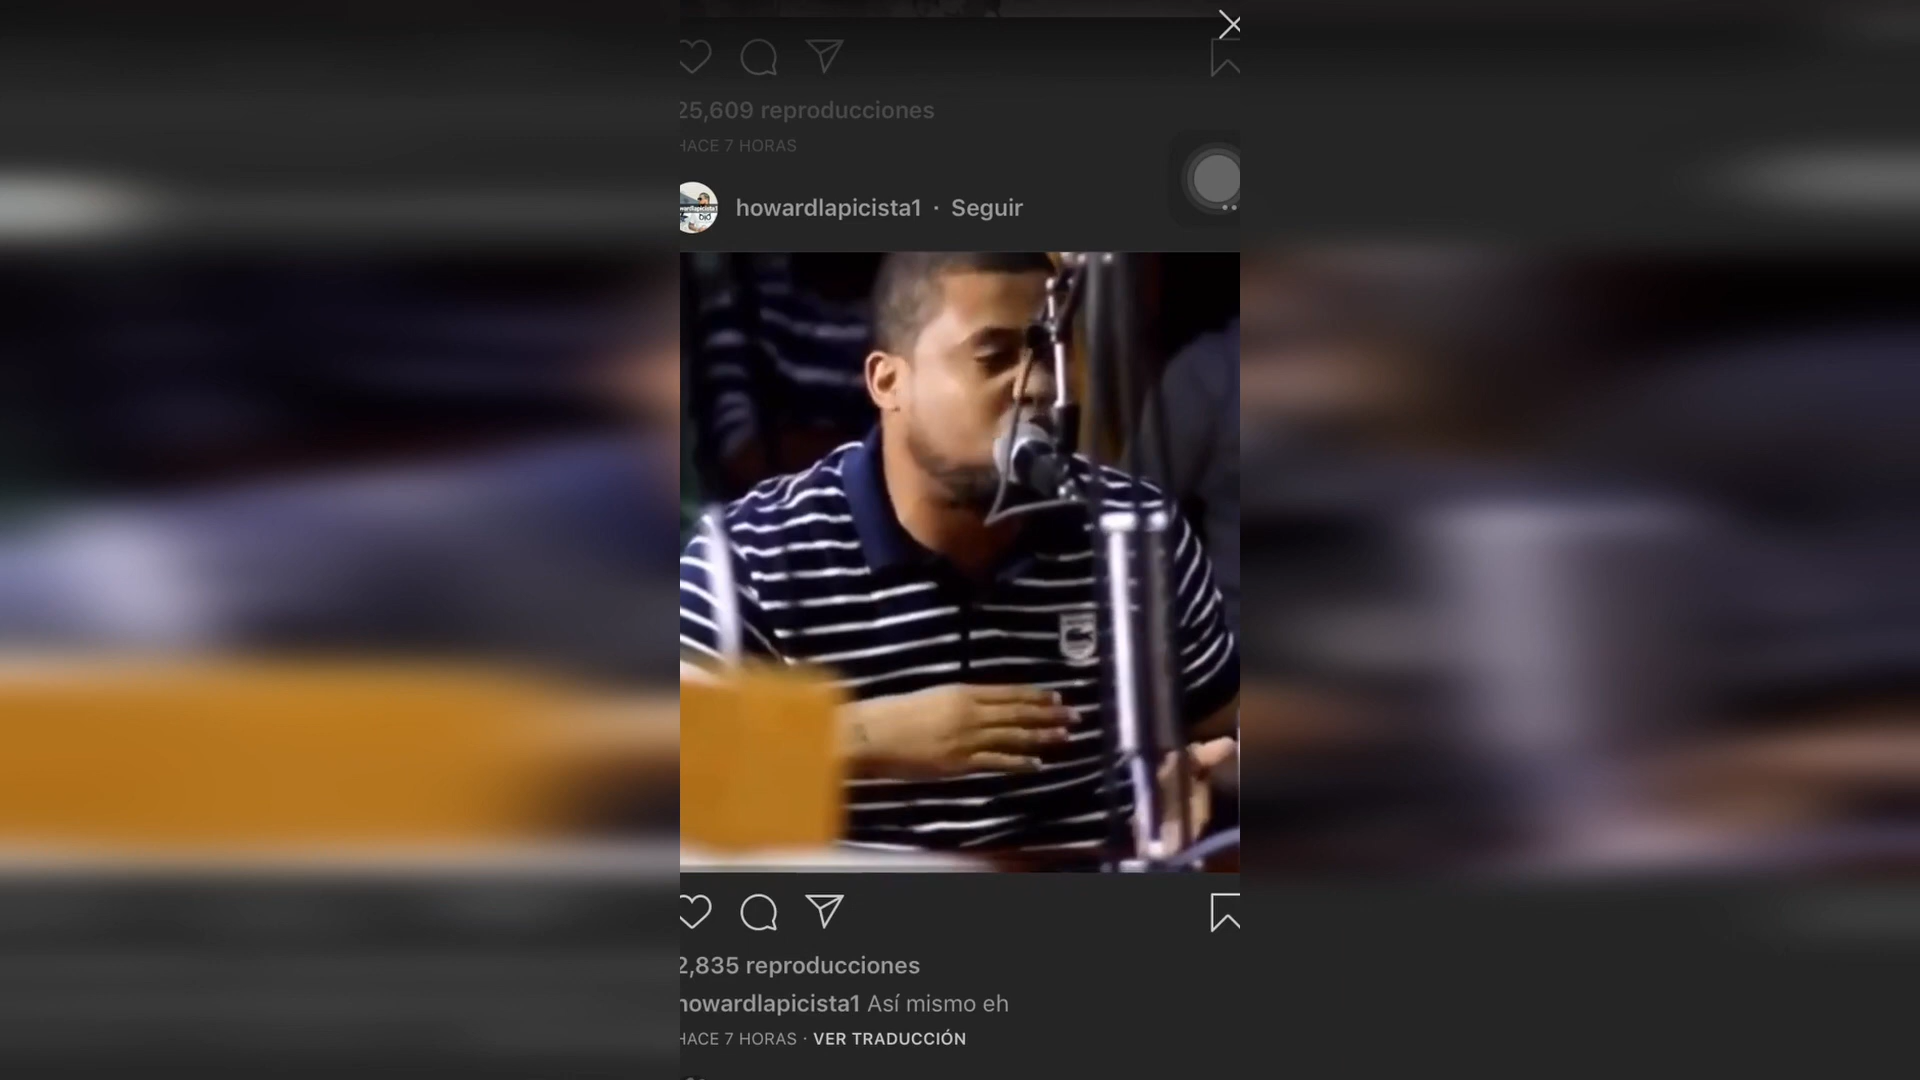 25,609 reproducciones
HACE 7 HORAS
howardlapicista1 · Seguir
2,835 reproducciones
howardlapicista1 Así mismo eh
HACE 7 HORAS · VER TRADUCCIÓN